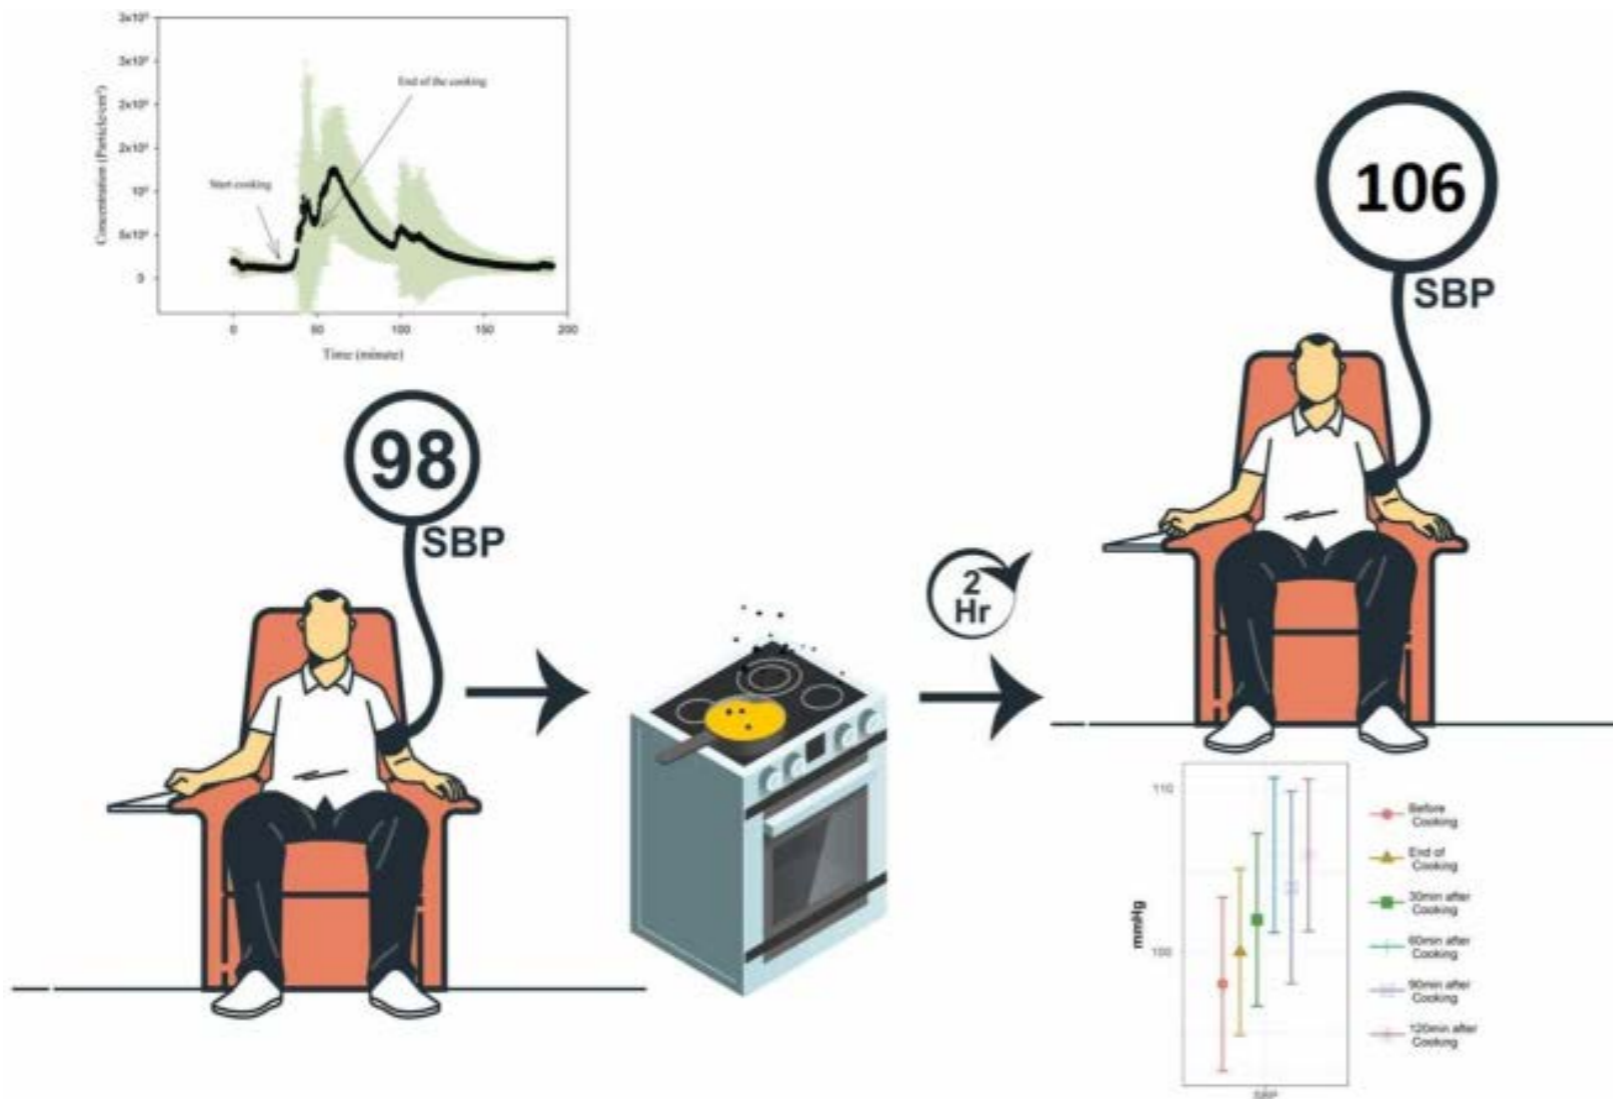 End of the cooking
Start cooking
Concentration (Particle/cm³)
0
0
50
100
150
200
Time (minute)
98
SBP
2
Hr
106
SBP
110
100
mmHg
SBP
Before
Cooking
End of
Cooking
30min after
Cooking
60min after
Cooking
90min after
Cooking
120min after
Cooking